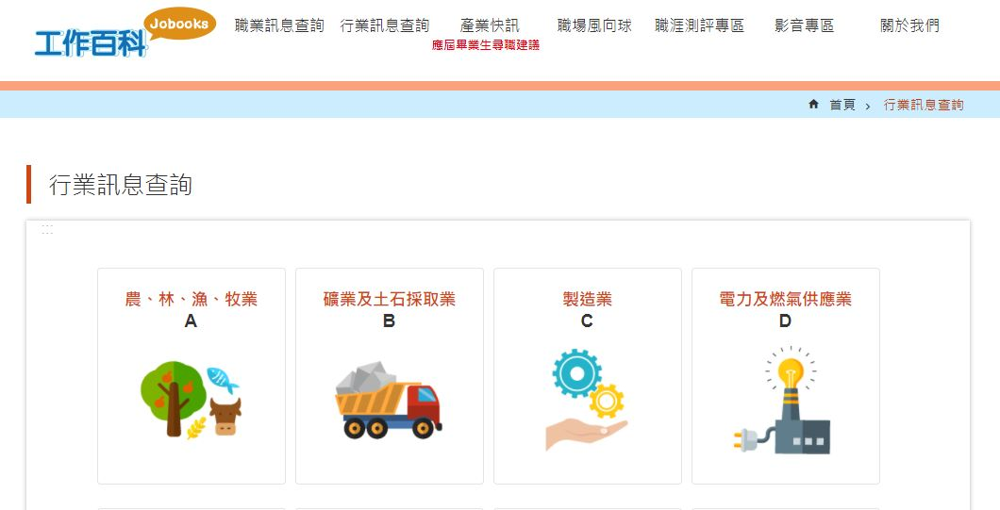 工作百科 Jobooks
職業訊息查詢 行業訊息查詢 產業快訊 職場風向球 職涯測評專區 影音專區 關於我們
應屆畢業生尋職建議
首頁 › 行業訊息查詢
行業訊息查詢
:::
農、林、漁、牧業
A
礦業及土石採取業
B
製造業
C
電力及燃氣供應業
D